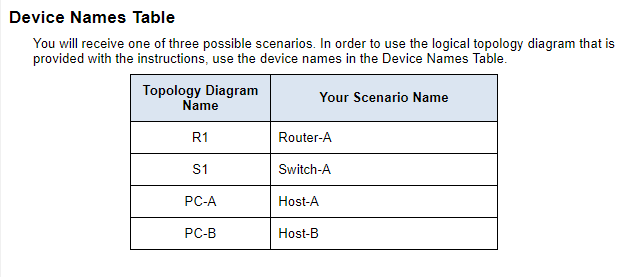 Device Names Table
You will receive one of three possible scenarios. In order to use the logical topology diagram that is
provided with the instructions, use the device names in the Device Names Table.
Topology Diagram
Name
Your Scenario Name
R1
Router-A
S1
Switch-A
PC-A
Host-A
PC-B
Host-B